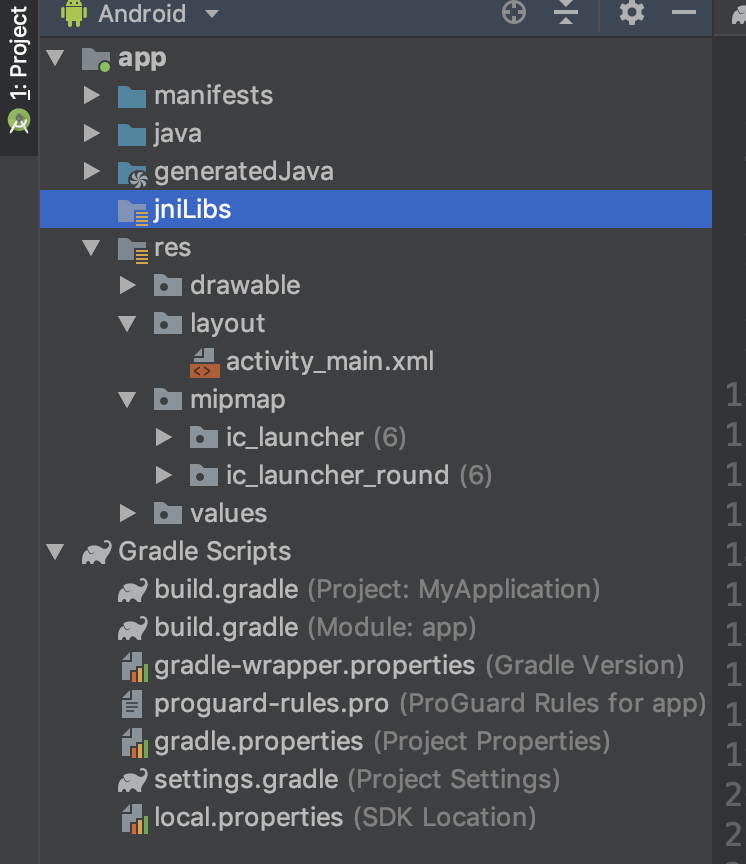 1: Project
Android
app
manifests
java
generatedJava
jniLibs
res
drawable
layout
activity_main.xml
mipmap
ic_launcher (6)
ic_launcher_round (6)
values
Gradle Scripts
build.gradle (Project: MyApplication)
build.gradle (Module: app)
gradle-wrapper.properties (Gradle Version)
proguard-rules.pro (ProGuard Rules for app)
gradle.properties (Project Properties)
settings.gradle (Project Settings)
local.properties (SDK Location)
1
1
1
1
1
1
1
1
1
1
2
2